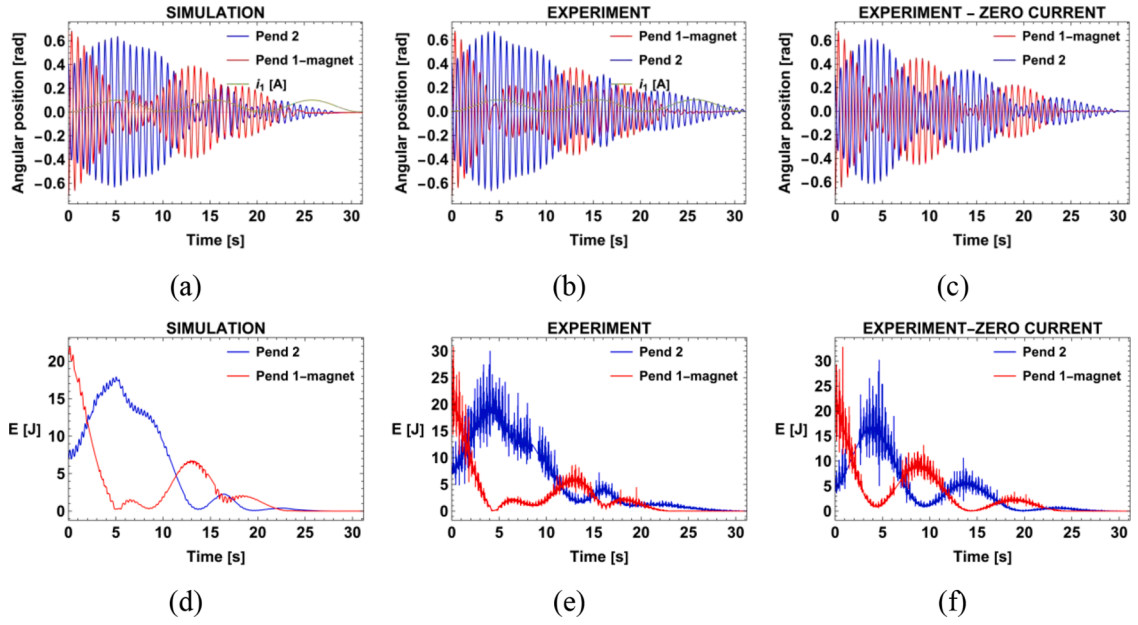 SIMULATION
Angular position [rad]
0.6
0.4
0.2
0.0
−0.2
−0.4
−0.6
Pend 2
Pend 1−magnet
i1 [A]
0 5 10 15 20 25 30
Time [s]
(a)
EXPERIMENT
Angular position [rad]
0.6
0.4
0.2
0.0
−0.2
−0.4
−0.6
Pend 1−magnet
Pend 2
i1 [A]
0 5 10 15 20 25 30
Time [s]
(b)
EXPERIMENT − ZERO CURRENT
Angular position [rad]
0.6
0.4
0.2
0.0
−0.2
−0.4
−0.6
Pend 1−magnet
Pend 2
0 5 10 15 20 25 30
Time [s]
(c)
SIMULATION
E [J]
20
15
10
5
0
Pend 2
Pend 1−magnet
0 5 10 15 20 25 30
Time [s]
(d)
EXPERIMENT
E [J]
30
25
20
15
10
5
0
Pend 2
Pend 1−magnet
0 5 10 15 20 25 30
Time [s]
(e)
EXPERIMENT−ZERO CURRENT
E [J]
30
25
20
15
10
5
0
Pend 2
Pend 1−magnet
0 5 10 15 20 25 30
Time [s]
(f)